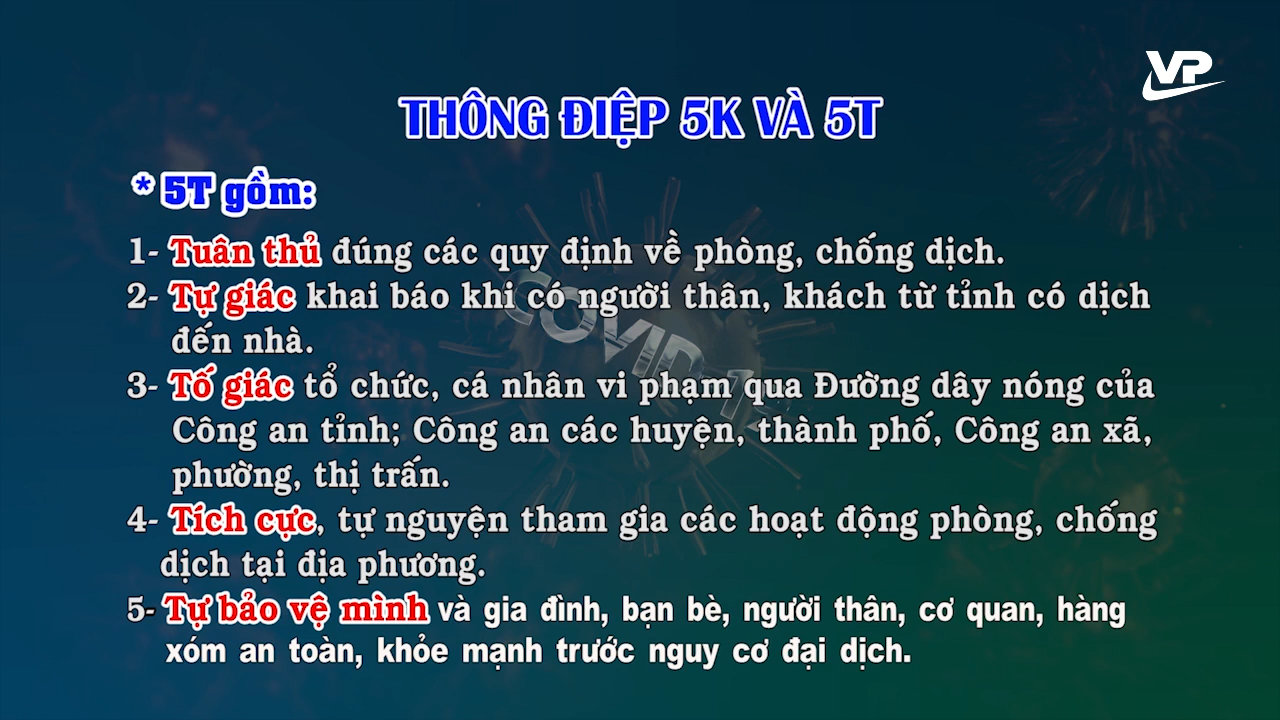 VP
THÔNG ĐIỆP 5K VÀ 5T
* 5T gồm:
1- Tuân thủ đúng các quy định về phòng, chống dịch.
2- Tự giác khai báo khi có người thân, khách từ tỉnh có dịch
đến nhà.
3- Tố giác tổ chức, cá nhân vi phạm qua Đường dây nóng của
Công an tỉnh; Công an các huyện, thành phố, Công an xã,
phường, thị trấn.
4- Tích cực, tự nguyện tham gia các hoạt động phòng, chống
dịch tại địa phương.
5- Tự bảo vệ mình và gia đình, bạn bè, người thân, cơ quan, hàng
xóm an toàn, khỏe mạnh trước nguy cơ đại dịch.
COVID